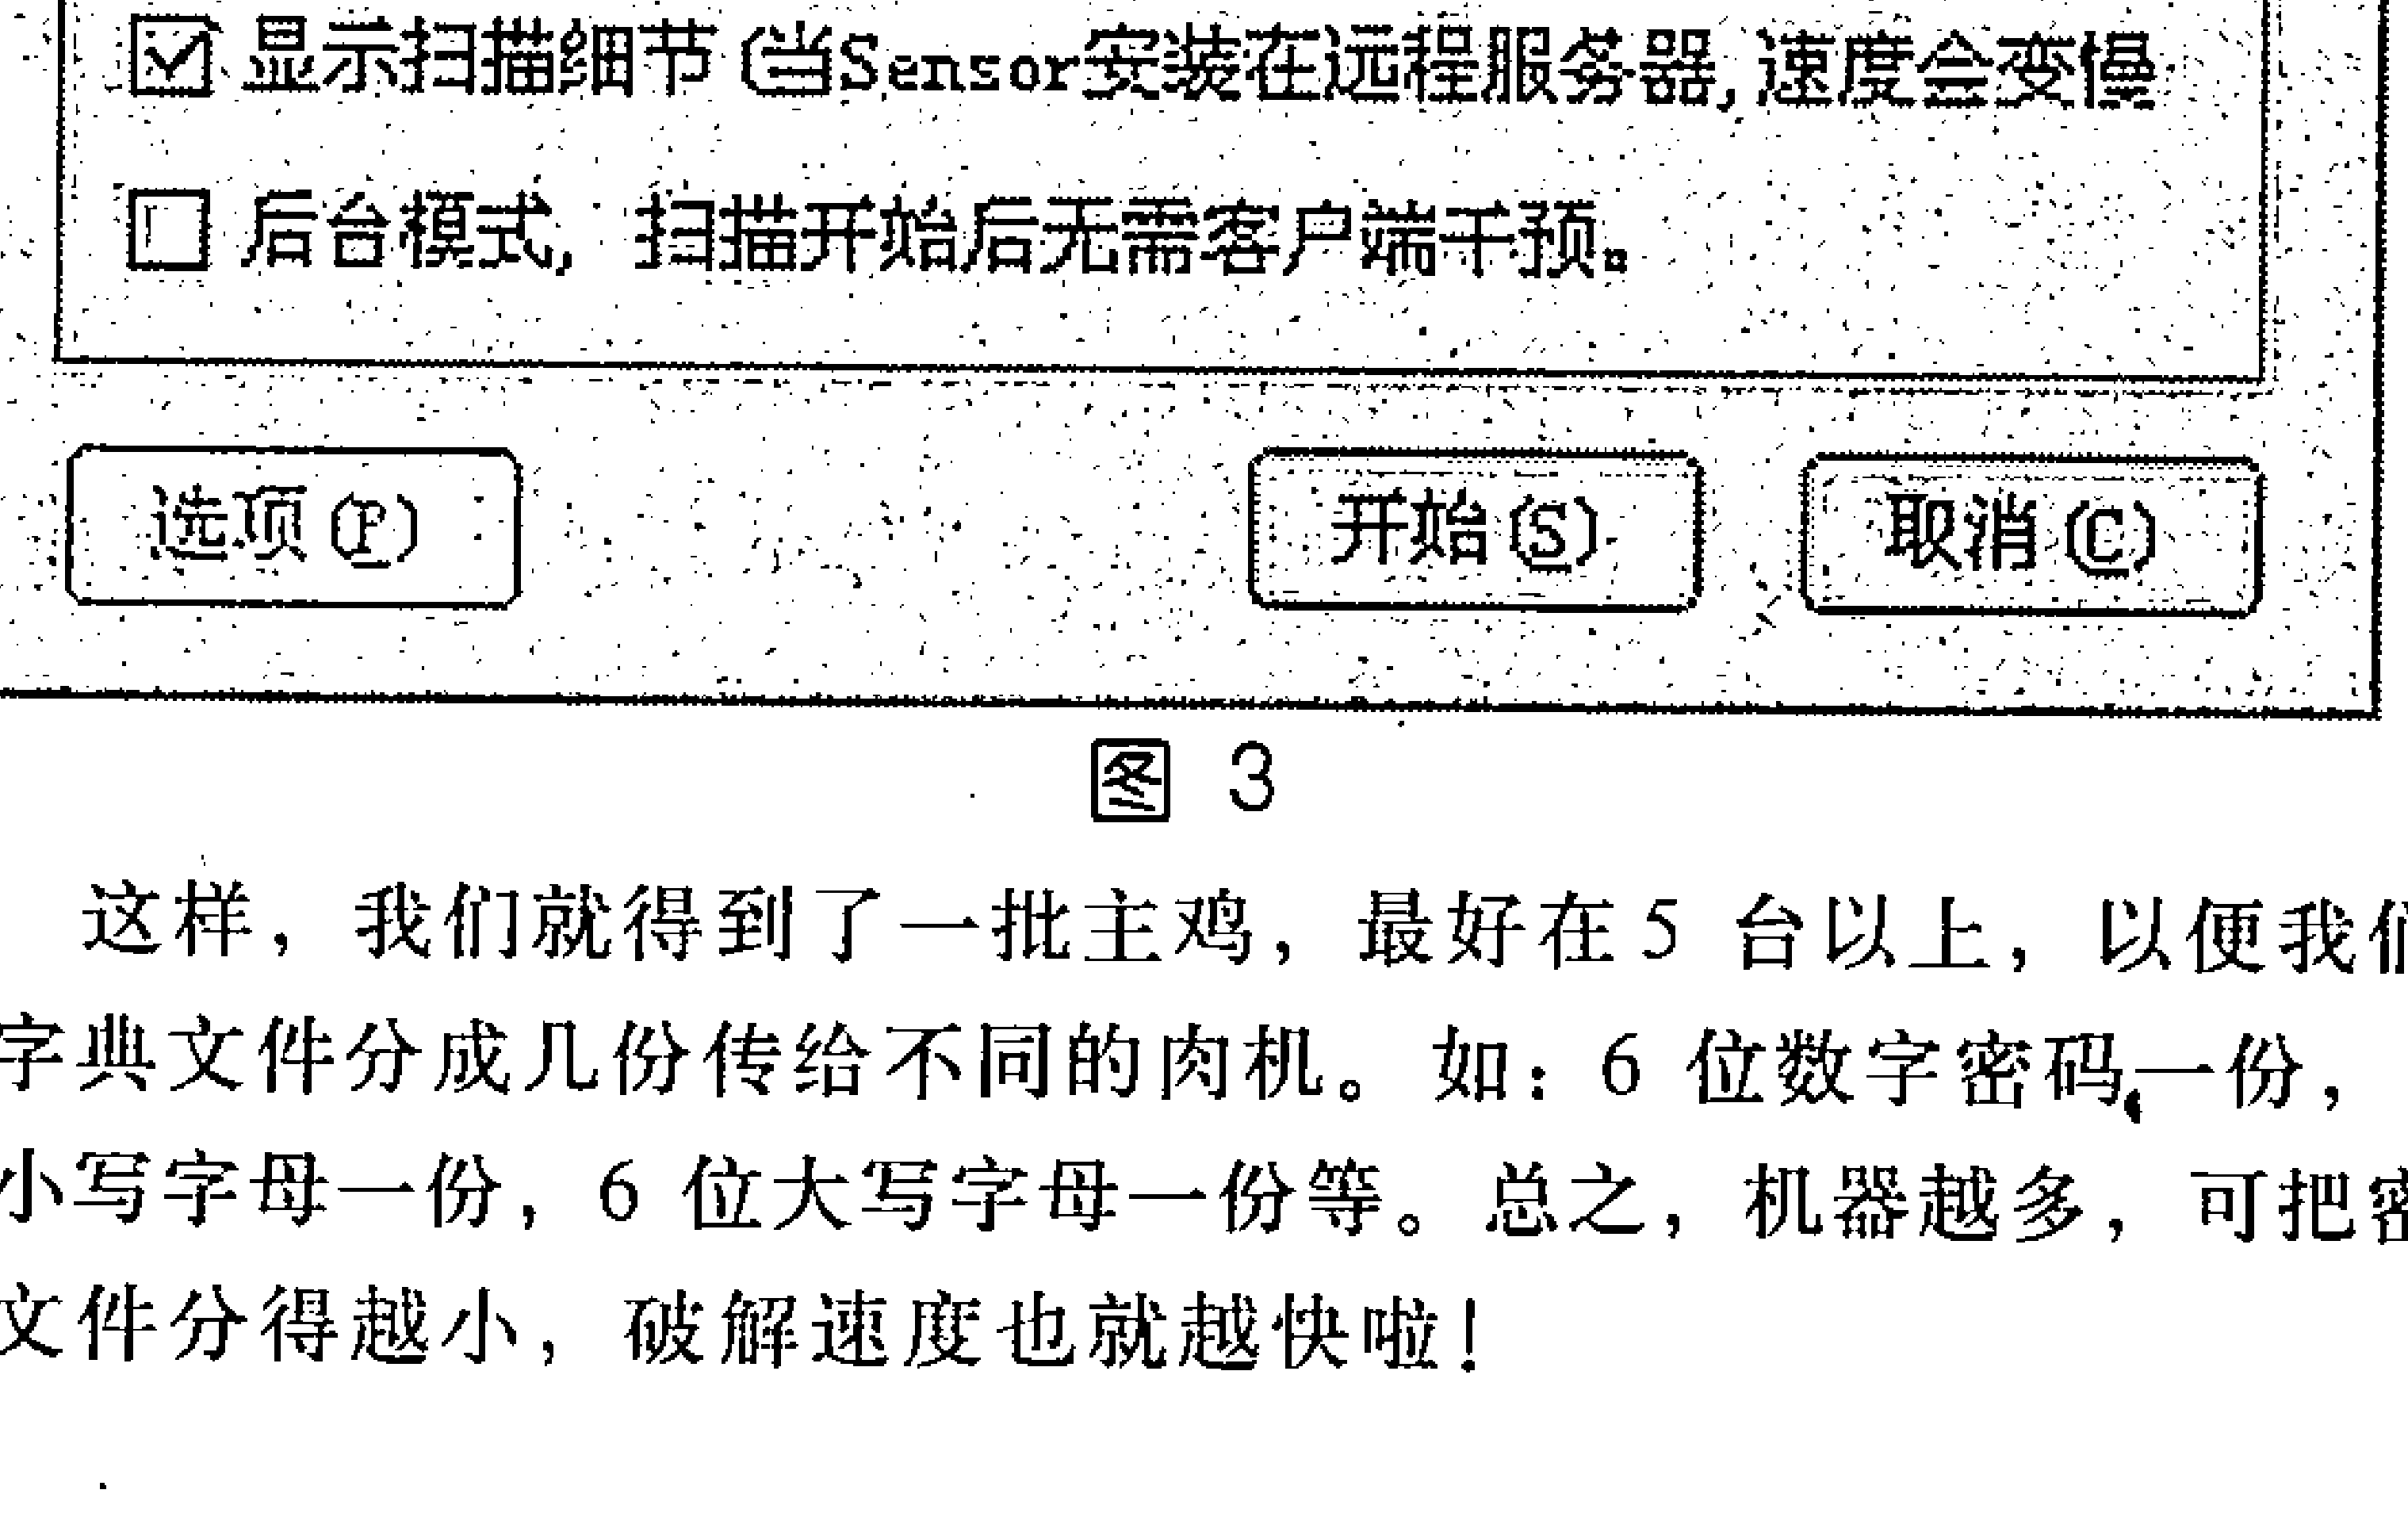 显示扫描细节(当Sensor安装在远程服务器,速度会变慢
后台模式, 扫描开始后无需客户端干预。
选项(P) 开始(S) 取消(C)
图 3
这样，我们就得到了一批主鸡，最好在5 台以上，以便我们
字典文件分成几份传给不同的肉机。如：6 位数字密码一份，
小写字母一份，6 位大写字母一份等。总之，机器越多，可把密
文件分得越小，破解速度也就越快啦！